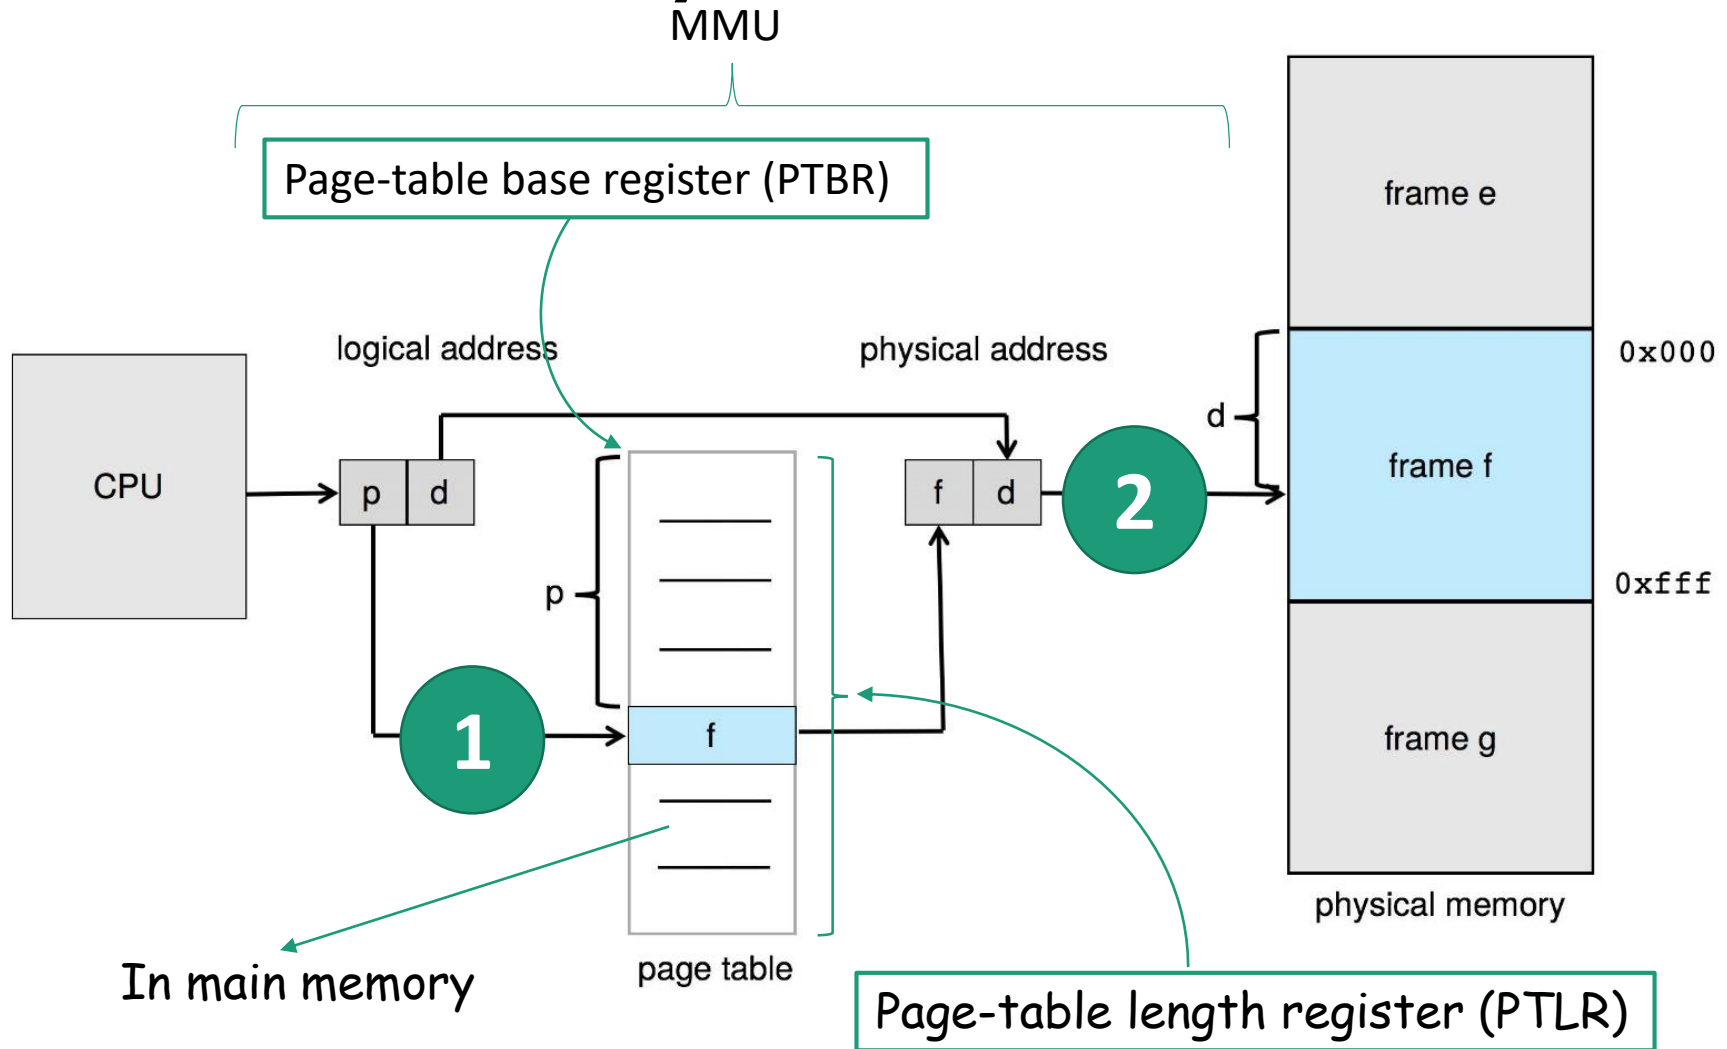 MMU
Page-table base register (PTBR)
frame e
logical address
physical address
0x000
d
CPU
p d
f d
2
frame f
p
0xfff
1
f
frame g
physical memory
In main memory
page table
Page-table length register (PTLR)